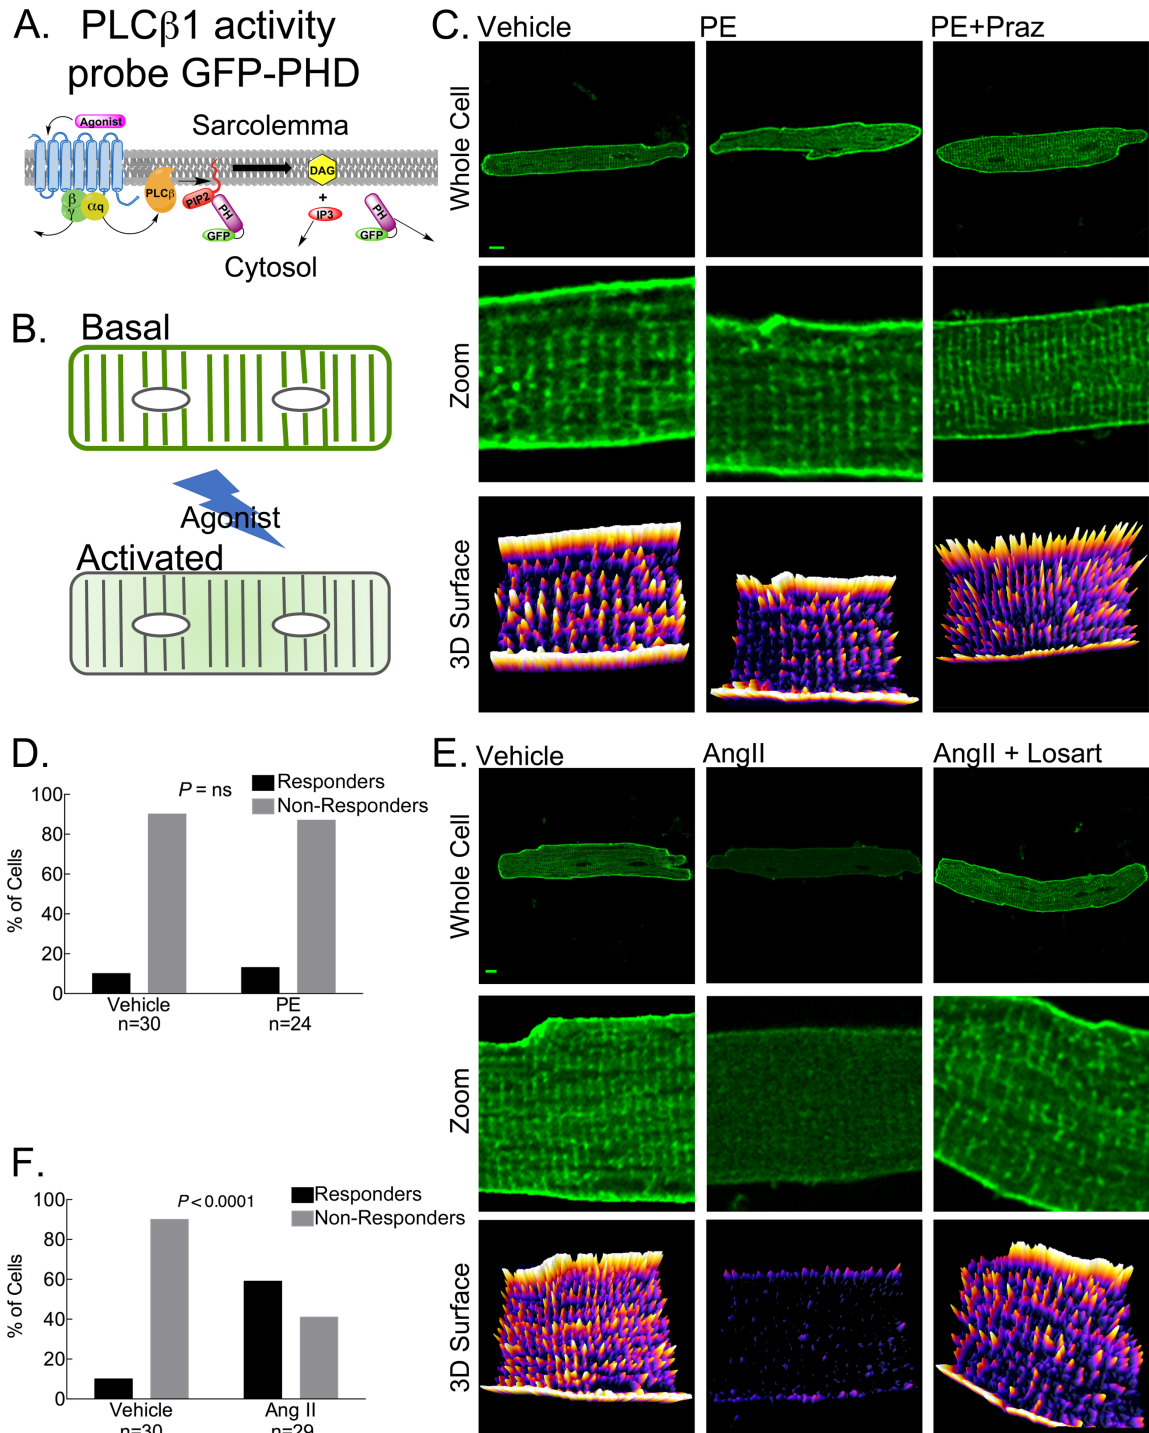 A. PLCβ1 activity
probe GFP-PHD
Agonist
Sarcolemma
β
γ
αq
PLCβ
PIP2
PH
GFP
DAG
+
IP3
PH
GFP
Cytosol
B. Basal
Agonist
Activated
C. Vehicle PE PE+Praz
Whole Cell
Zoom
3D Surface
D.
P = ns
Responders
Non-Responders
% of Cells
100
80
60
40
20
0
Vehicle PE
n=30 n=24
E. Vehicle AngII AngII + Losart
Whole Cell
Zoom
3D Surface
F.
P < 0.0001
Responders
Non-Responders
% of Cells
100
80
60
40
20
0
Vehicle Ang II
n=30 n=29